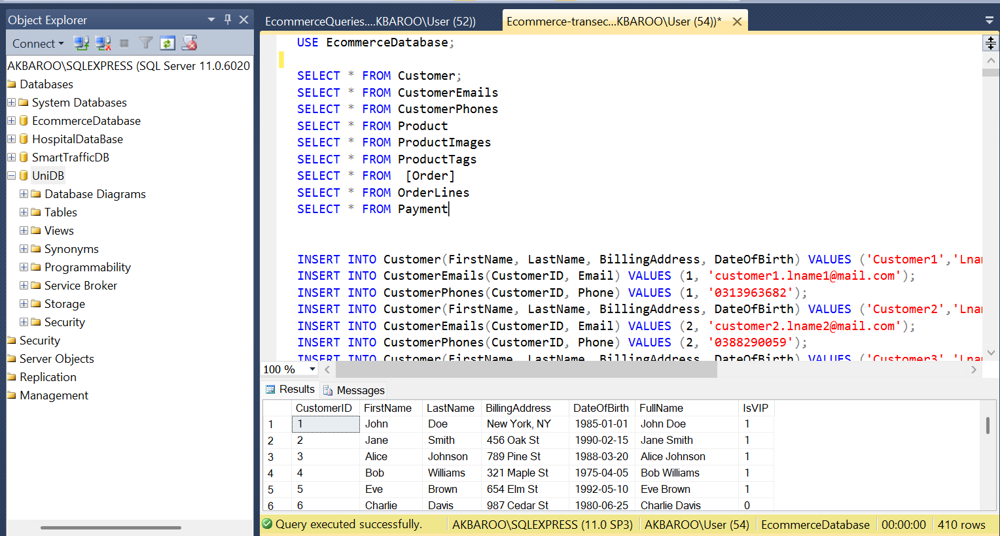 Object Explorer
Connect
AKBAROO\SQLEXPRESS (SQL Server 11.0.6020
Databases
System Databases
EcommerceDatabase
HospitalDataBase
SmartTrafficDB
UniDB
Database Diagrams
Tables
Views
Synonyms
Programmability
Service Broker
Storage
Security
Security
Server Objects
Replication
Management
EcommerceQueries....KBAROO\User (52))
Ecommerce-transec...KBAROO\User (54))*
USE EcommerceDatabase;
SELECT * FROM Customer;
SELECT * FROM CustomerEmails
SELECT * FROM CustomerPhones
SELECT * FROM Product
SELECT * FROM ProductImages
SELECT * FROM ProductTags
SELECT * FROM  [Order]
SELECT * FROM OrderLines
SELECT * FROM Payment
INSERT INTO Customer(FirstName, LastName, BillingAddress, DateOfBirth) VALUES ('Customer1','Lnam
INSERT INTO CustomerEmails(CustomerID, Email) VALUES (1, 'customer1.lname1@mail.com');
INSERT INTO CustomerPhones(CustomerID, Phone) VALUES (1, '0313963682');
INSERT INTO Customer(FirstName, LastName, BillingAddress, DateOfBirth) VALUES ('Customer2','Lnam
INSERT INTO CustomerEmails(CustomerID, Email) VALUES (2, 'customer2.lname2@mail.com');
INSERT INTO CustomerPhones(CustomerID, Phone) VALUES (2, '0388290059');
INSERT INTO Customer(FirstName, LastName, BillingAddress, DateOfBirth) VALUES ('Customer3','Lnam
100 %
Results Messages
CustomerID FirstName LastName BillingAddress DateOfBirth FullName IsVIP
1 1 John Doe New York, NY 1985-01-01 John Doe 1
2 2 Jane Smith 456 Oak St 1990-02-15 Jane Smith 1
3 3 Alice Johnson 789 Pine St 1988-03-20 Alice Johnson 1
4 4 Bob Williams 321 Maple St 1975-04-05 Bob Williams 1
5 5 Eve Brown 654 Elm St 1992-05-10 Eve Brown 1
6 6 Charlie Davis 987 Cedar St 1980-06-25 Charlie Davis 0
Query executed successfully. AKBAROO\SQLEXPRESS (11.0 SP3) AKBAROO\User (54) EcommerceDatabase 00:00:00 410 rows